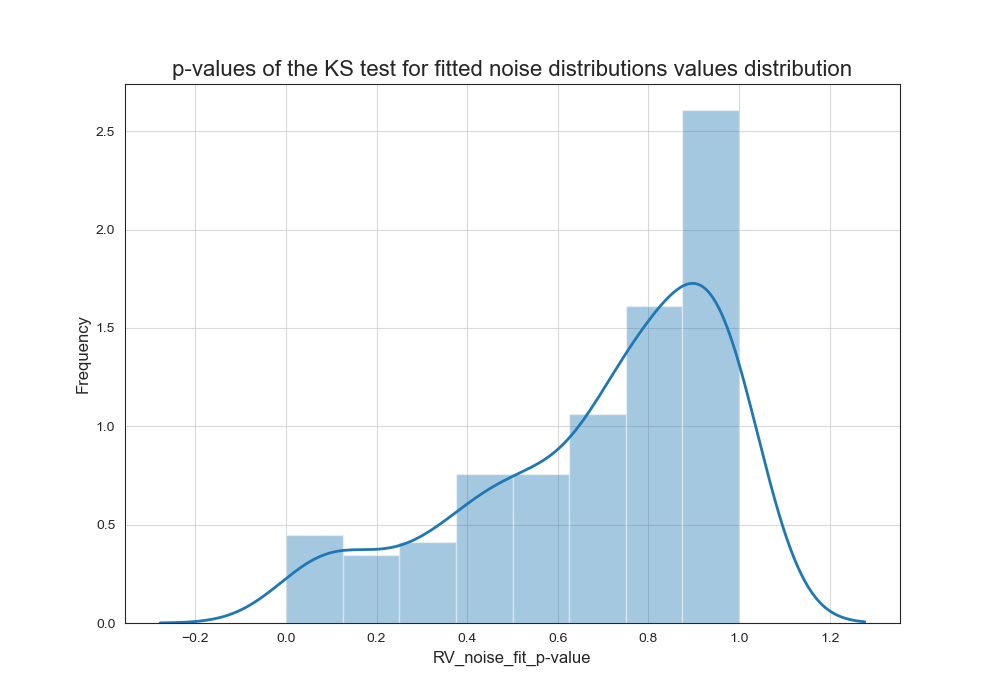 p-values of the KS test for fitted noise distributions values distribution
Frequency
2.5
2.0
1.5
1.0
0.5
0.0
−0.2 0.0 0.2 0.4 0.6 0.8 1.0 1.2
RV_noise_fit_p-value